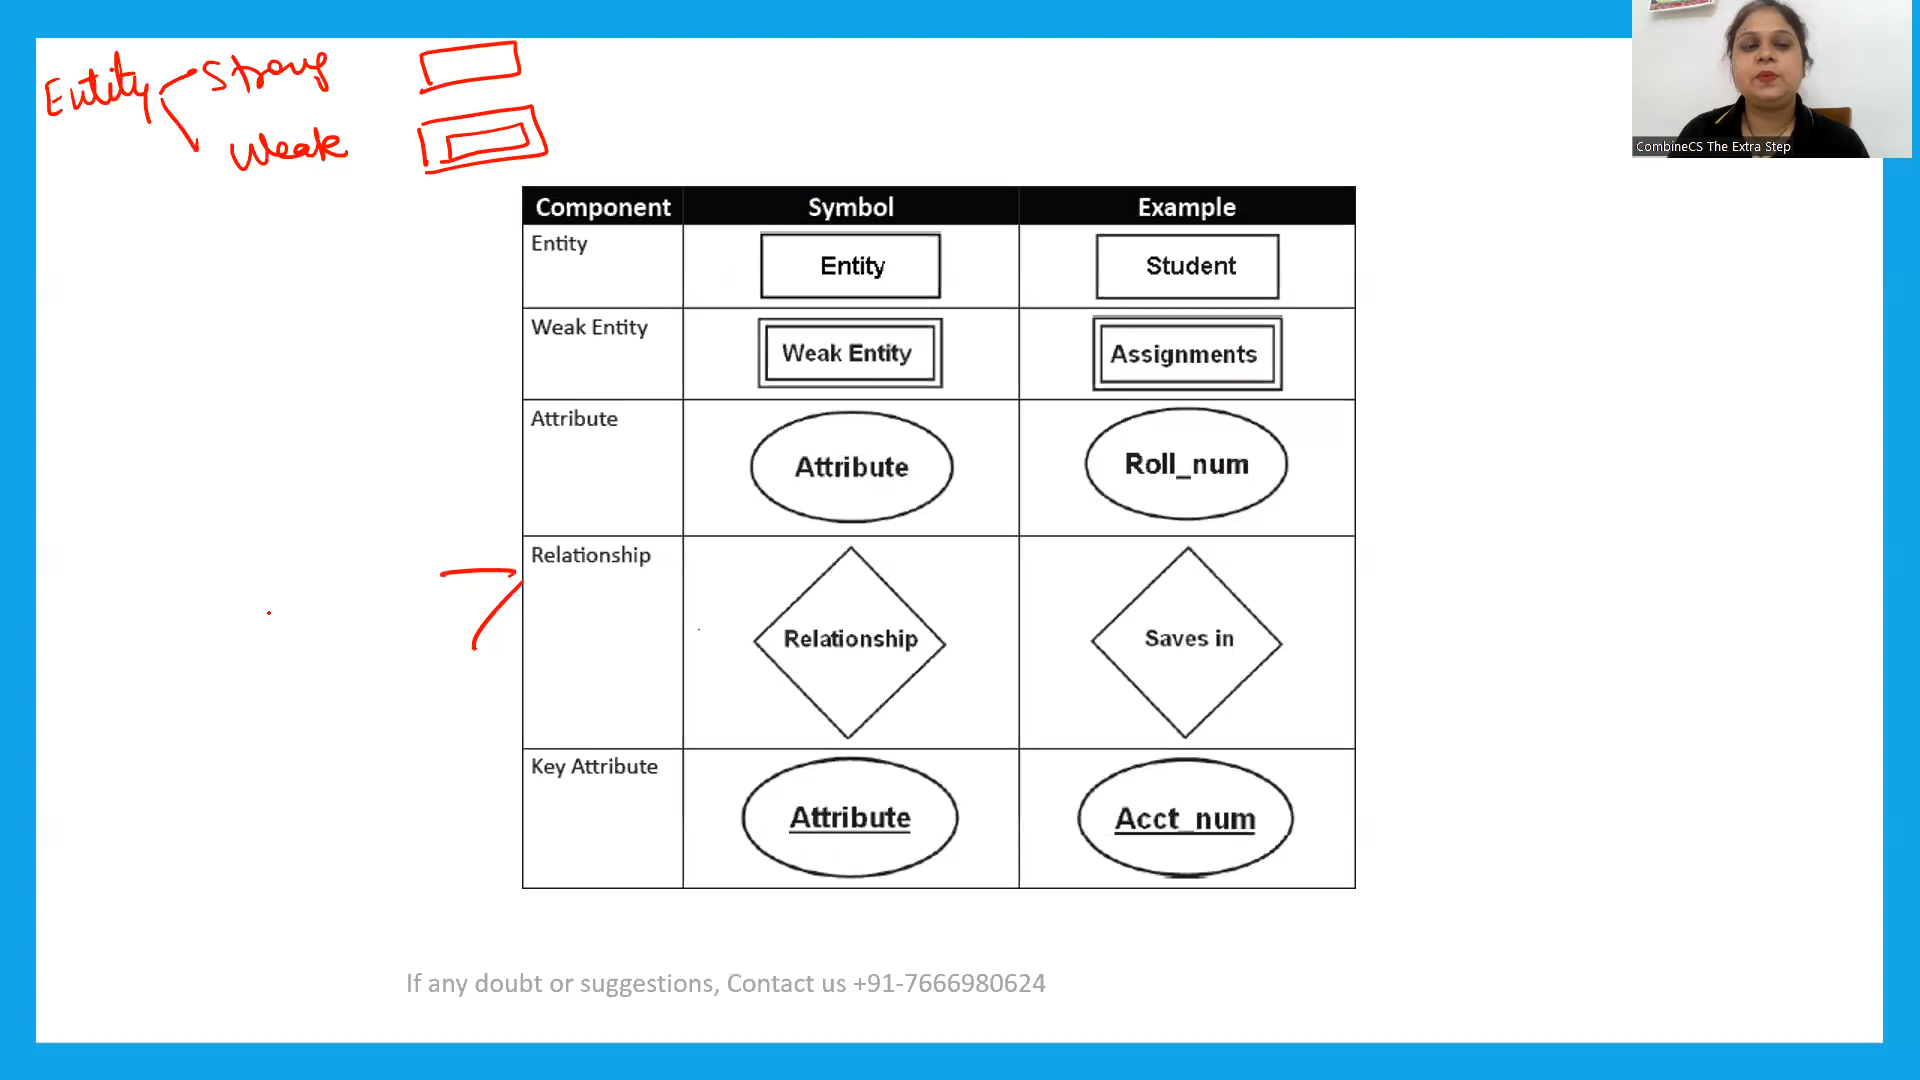 Entity Strong
Weak
CombineCS The Extra Step
Component Symbol Example
Entity Entity Student
Weak Entity Weak Entity Assignments
Attribute Attribute Roll_num
Relationship Relationship Saves in
Key Attribute Attribute Acct_num
If any doubt or suggestions, Contact us +91-7666980624